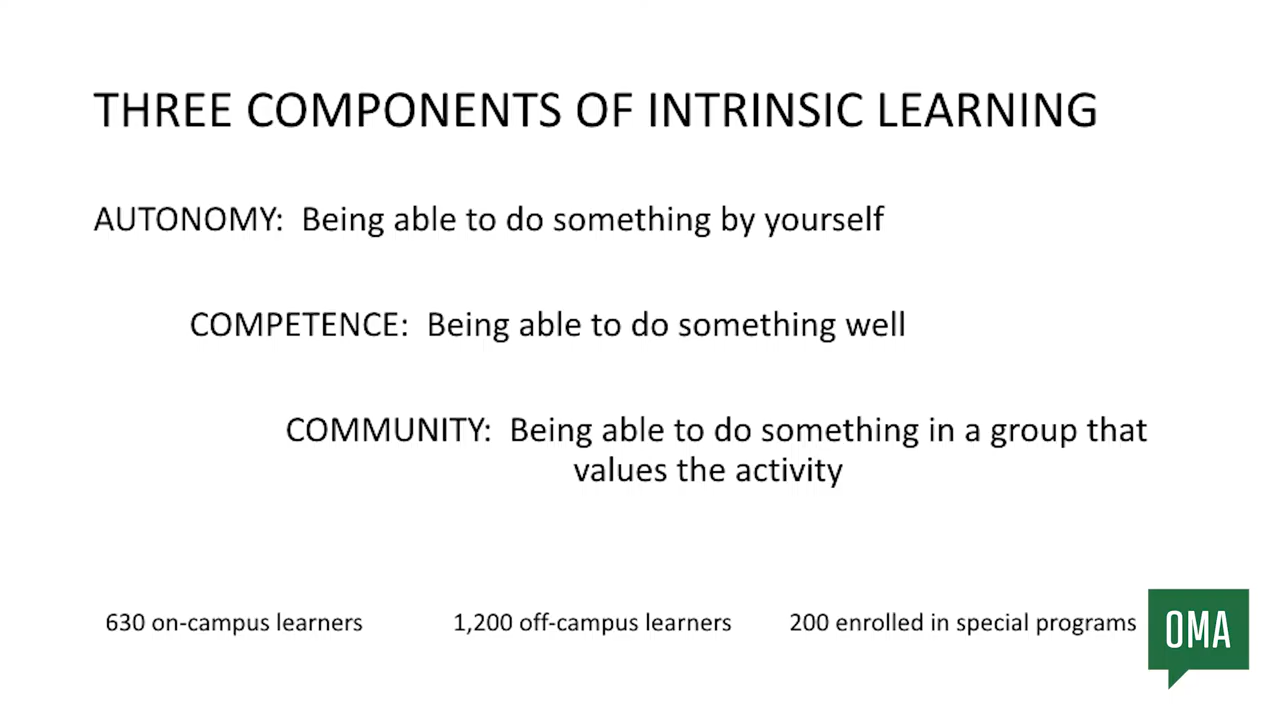 THREE COMPONENTS OF INTRINSIC LEARNING
AUTONOMY: Being able to do something by yourself
COMPETENCE: Being able to do something well
COMMUNITY: Being able to do something in a group that
values the activity
630 on-campus learners
1,200 off-campus learners
200 enrolled in special programs
OMA